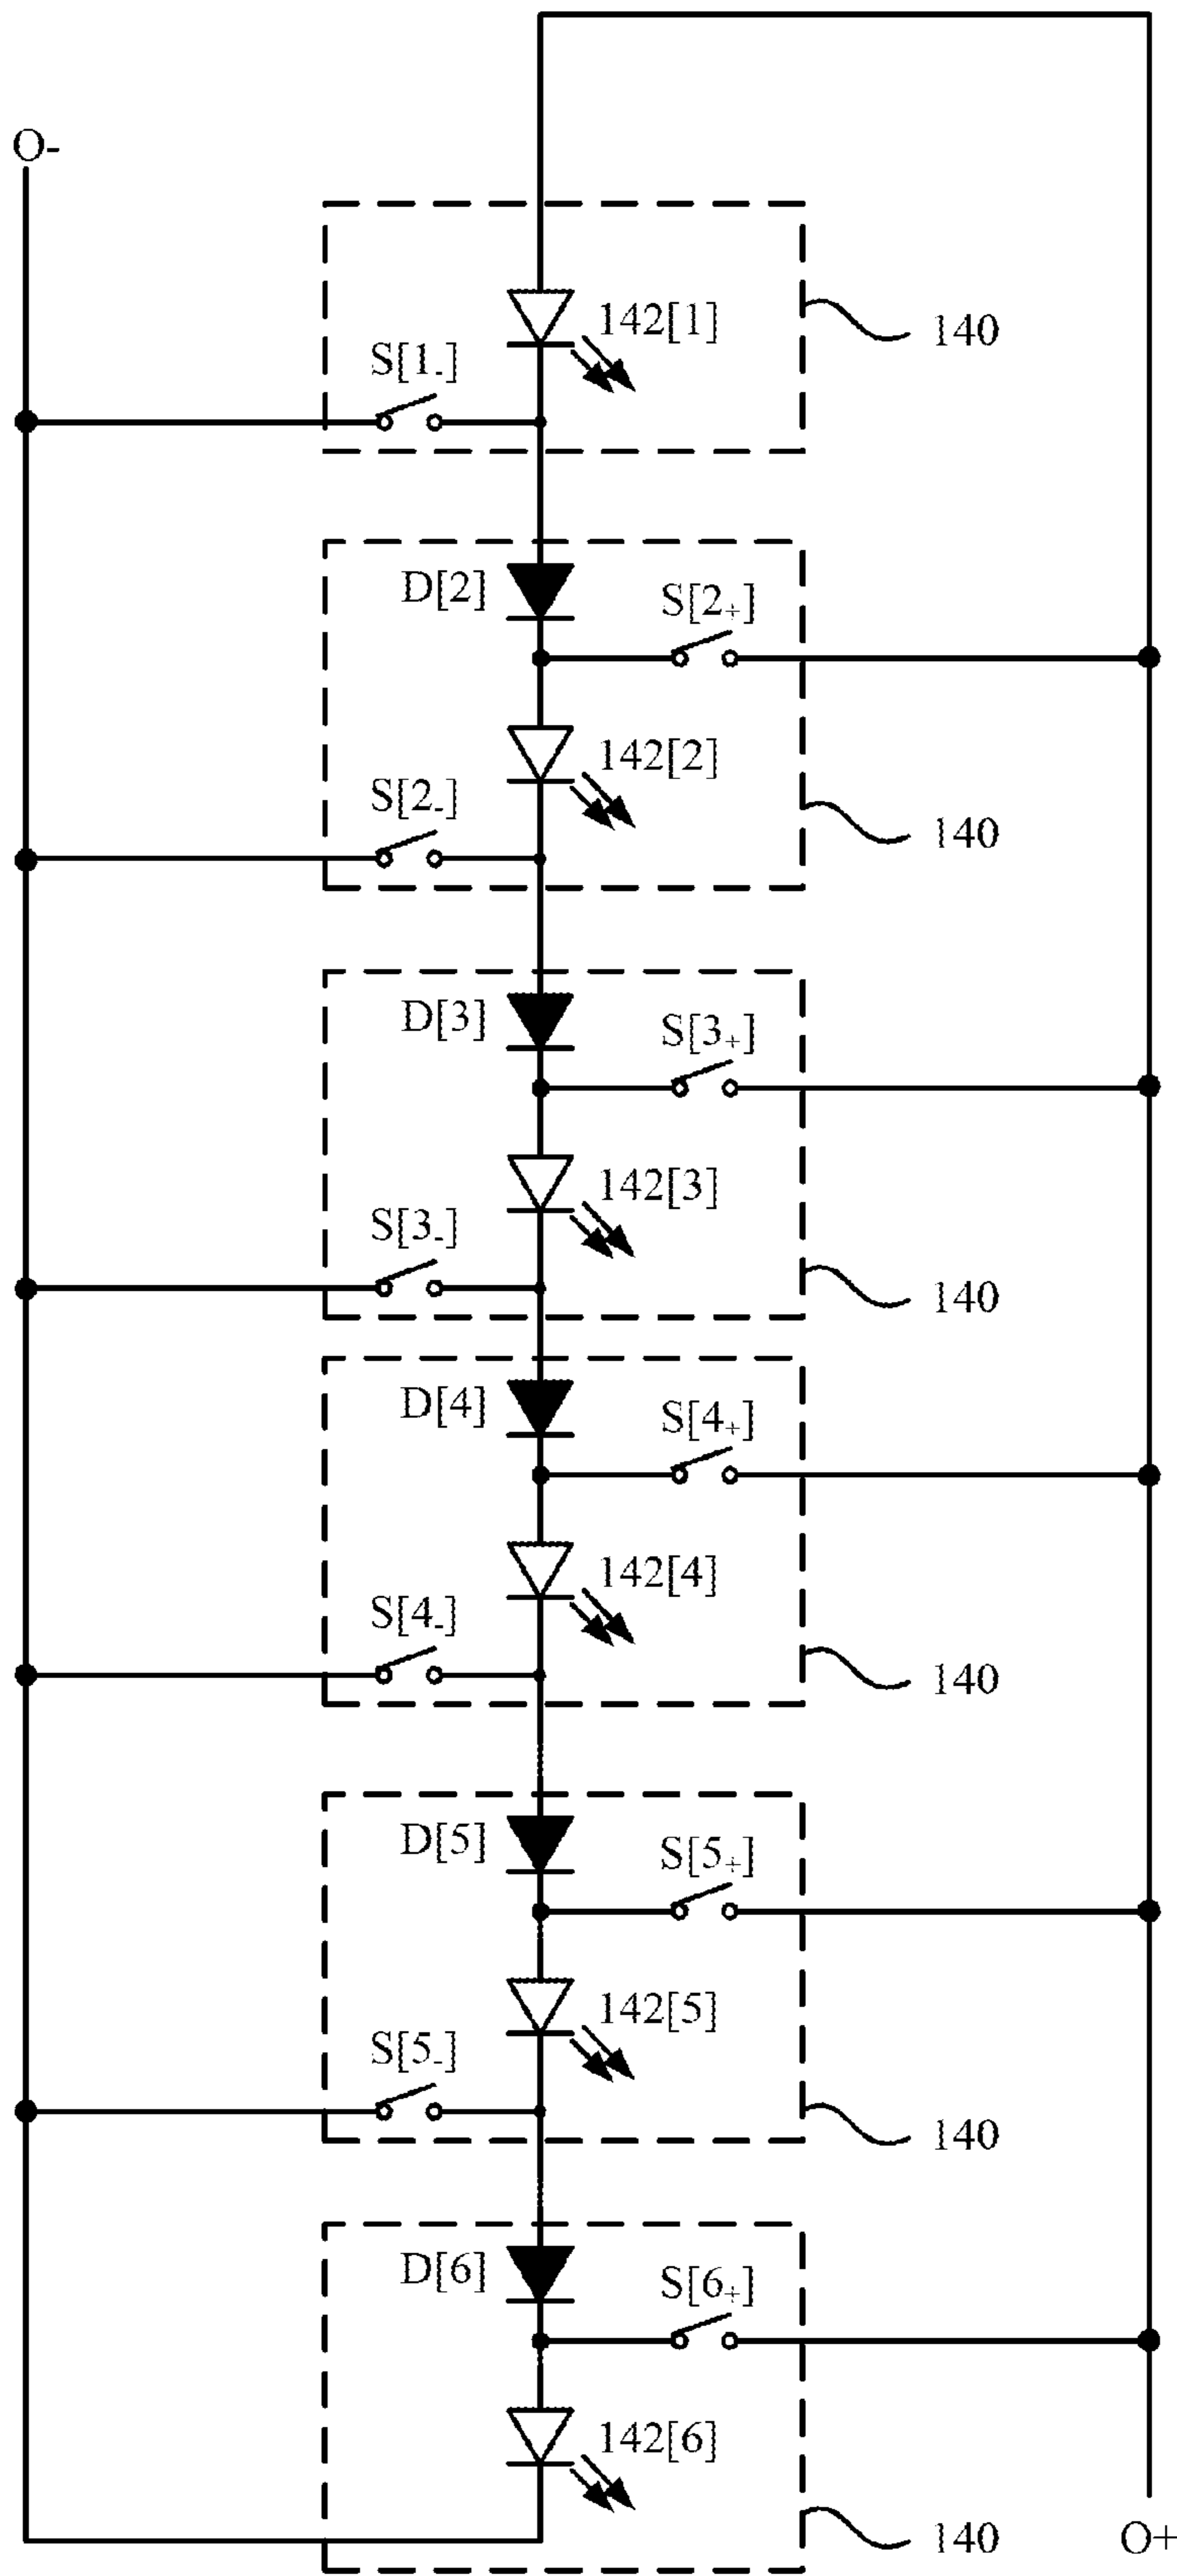 O-
142[1]
140
S[1-]
D[2]
S[2+]
142[2]
S[2-]
140
D[3]
S[3+]
142[3]
S[3-]
140
D[4]
S[4+]
142[4]
S[4-]
140
D[5]
S[5+]
142[5]
S[5-]
140
D[6]
S[6+]
142[6]
140
O+